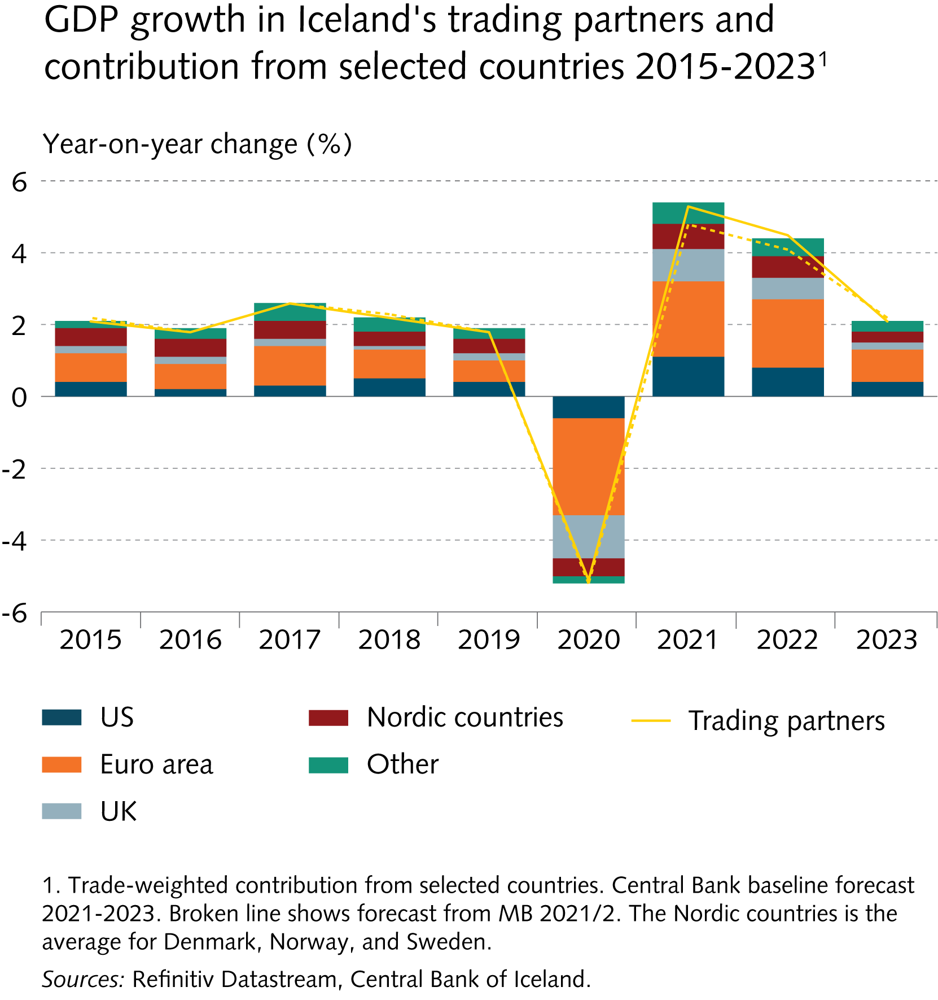 GDP growth in Iceland's trading partners and
contribution from selected countries 2015-2023¹
Year-on-year change (%)
6
4
2
0
-2
-4
-6
2015 2016 2017 2018 2019 2020 2021 2022 2023
US
Nordic countries
Trading partners
Euro area
Other
UK
1. Trade-weighted contribution from selected countries. Central Bank baseline forecast
2021-2023. Broken line shows forecast from MB 2021/2. The Nordic countries is the
average for Denmark, Norway, and Sweden.
Sources: Refinitiv Datastream, Central Bank of Iceland.